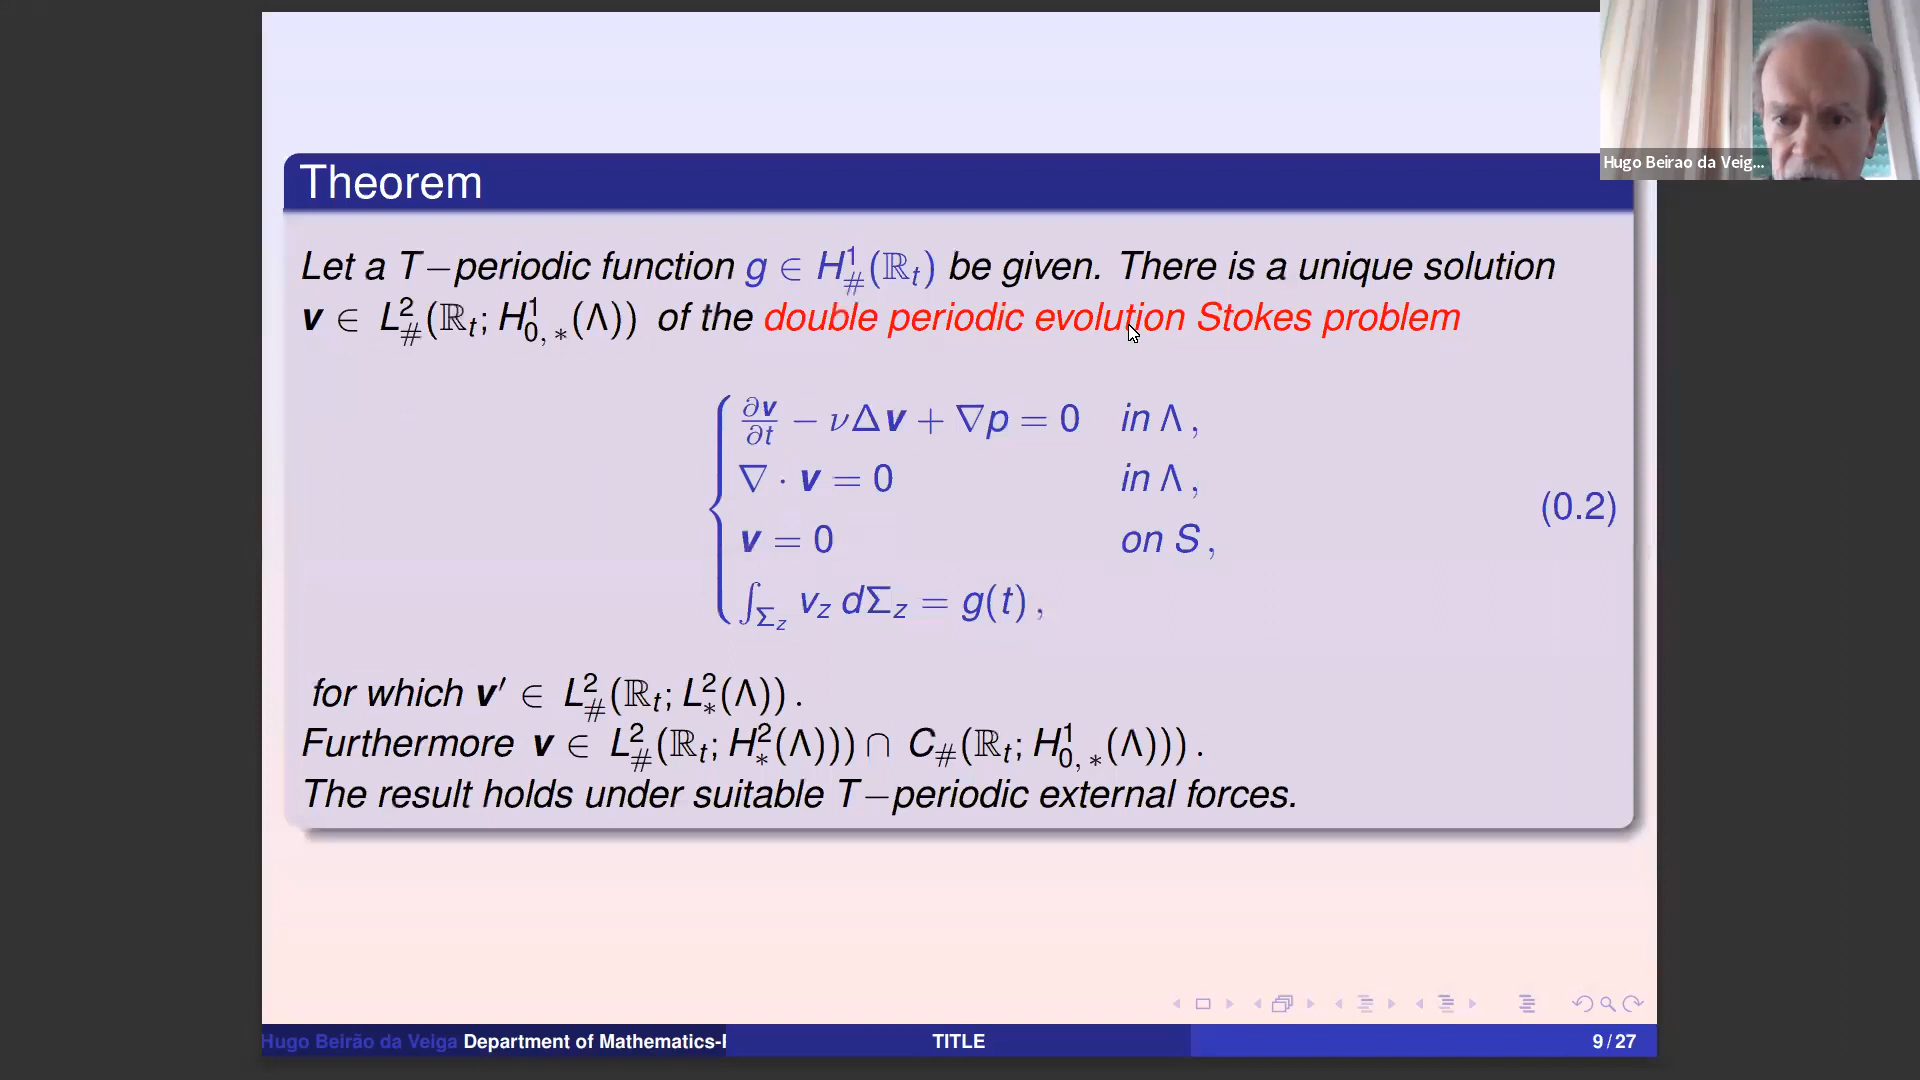 Hugo Beirao da Veig...
Theorem
Let a T−periodic function g ∈ H¹_#(ℝ_t) be given. There is a unique solution
v ∈ L²_#(ℝ_t; H¹_{0,∗}(Λ)) of the double periodic evolution Stokes problem
∂v/∂t − νΔv + ∇p = 0 in Λ,
∇ · v = 0 in Λ,
v = 0 on S,
∫_{Σ_z} v_z dΣ_z = g(t),
(0.2)
for which v′ ∈ L²_#(ℝ_t; L²_∗(Λ)).
Furthermore v ∈ L²_#(ℝ_t; H²_∗(Λ))) ∩ C_#(ℝ_t; H¹_{0,∗}(Λ))).
The result holds under suitable T−periodic external forces.
Hugo Beirão da Veiga Department of Mathematics-I TITLE 9/27